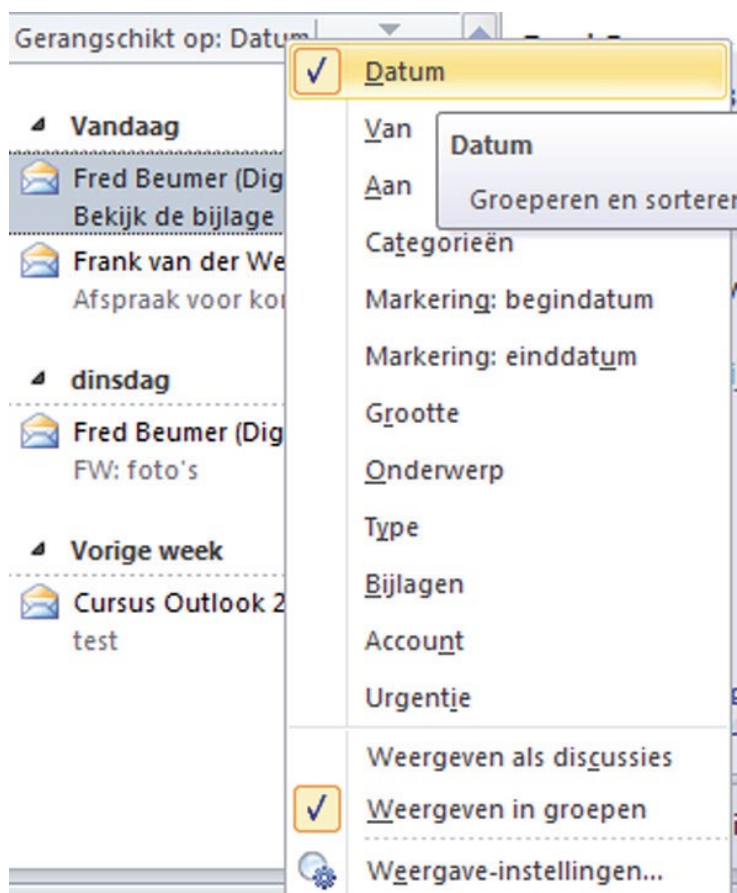 Gerangschikt op: Datum
Vandaag
Fred Beumer (Dig
Bekijk de bijlage
Frank van der We
Afspraak voor kor
dinsdag
Fred Beumer (Dig
FW: foto's
Vorige week
Cursus Outlook 2
test
Datum
Van
Aan
Categorieën
Markering: begindatum
Markering: einddatum
Grootte
Onderwerp
Type
Bijlagen
Account
Urgentie
Weergeven als discussies
Weergeven in groepen
Weergave-instellingen...
Datum
Groeperen en sorteren